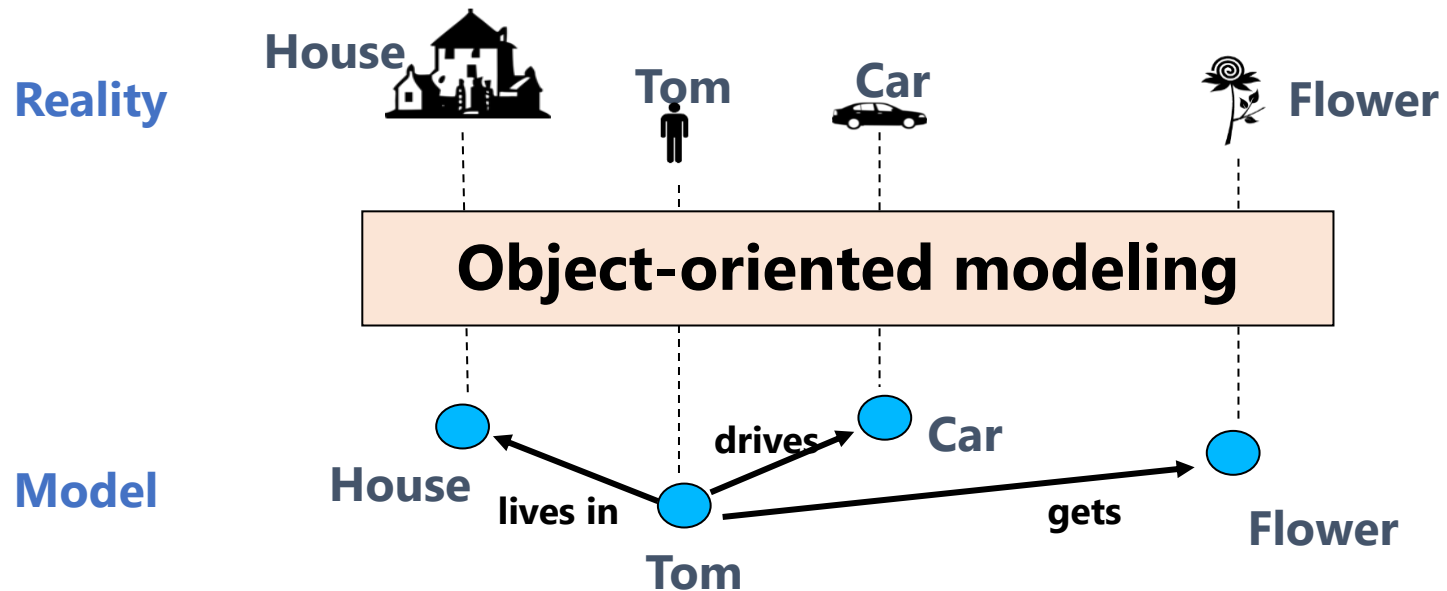 House
Tom
Car
Reality
Flower
Object-oriented modeling
drives
Car
House
Model
lives in
gets
Flower
Tom